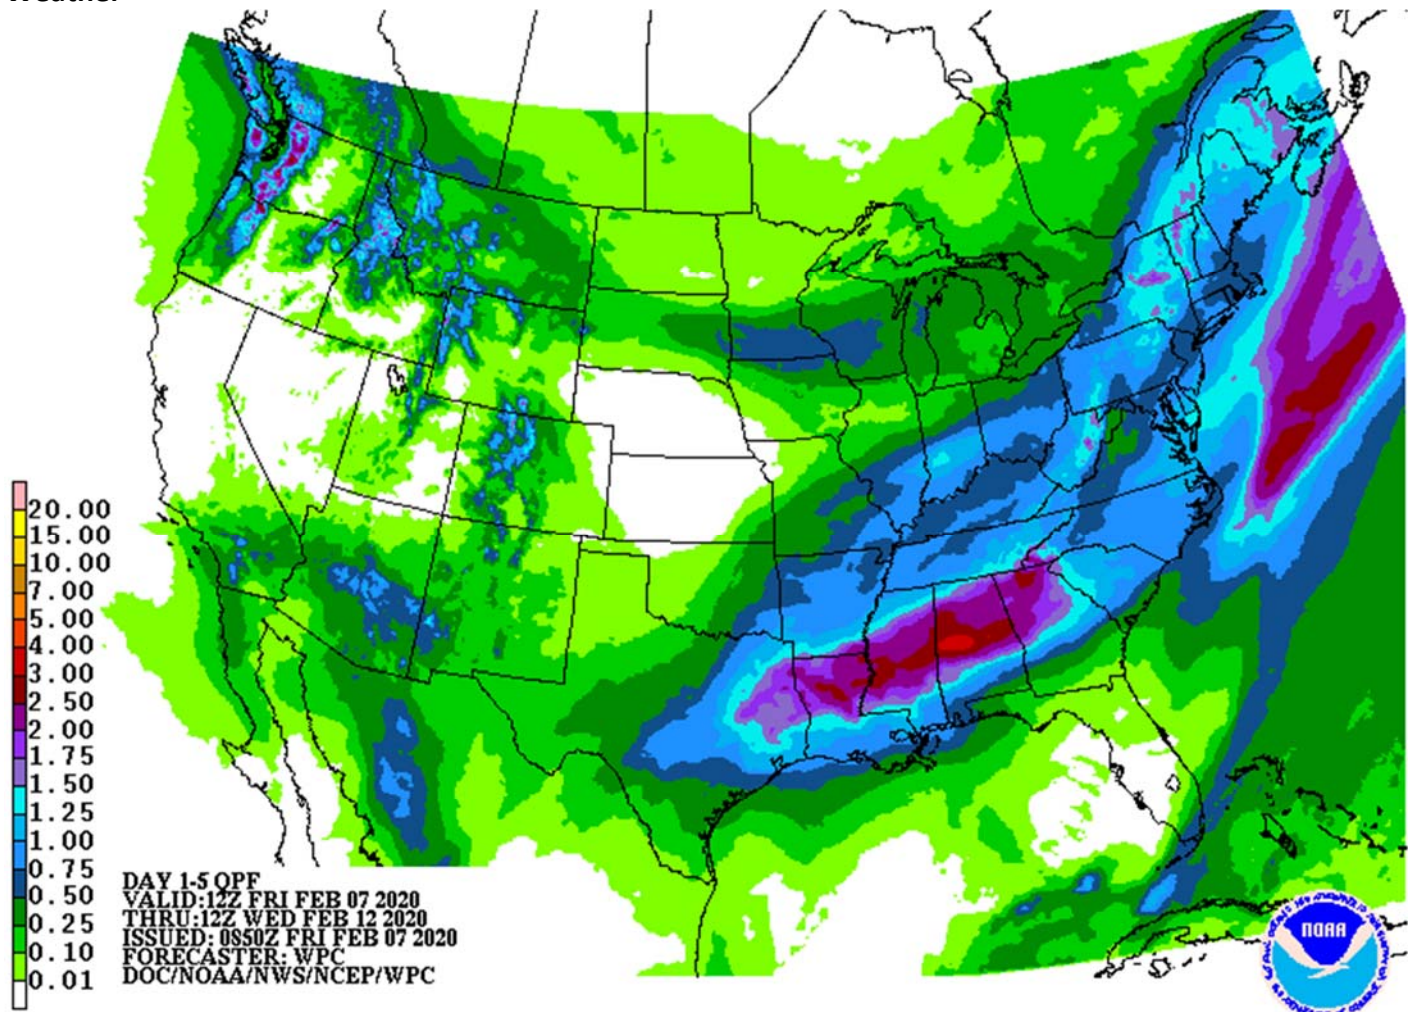 20.00
15.00
10.00
7.00
5.00
4.00
3.00
2.50
2.00
1.75
1.50
1.25
1.00
0.75
0.50
0.25
0.10
0.01
DAY 1-5 QPF
VALID:12Z FRI FEB 07 2020
THRU:12Z WED FEB 12 2020
ISSUED: 0850Z FRI FEB 07 2020
FORECASTER: WPC
DOC/NOAA/NWS/NCEP/WPC
NOAA